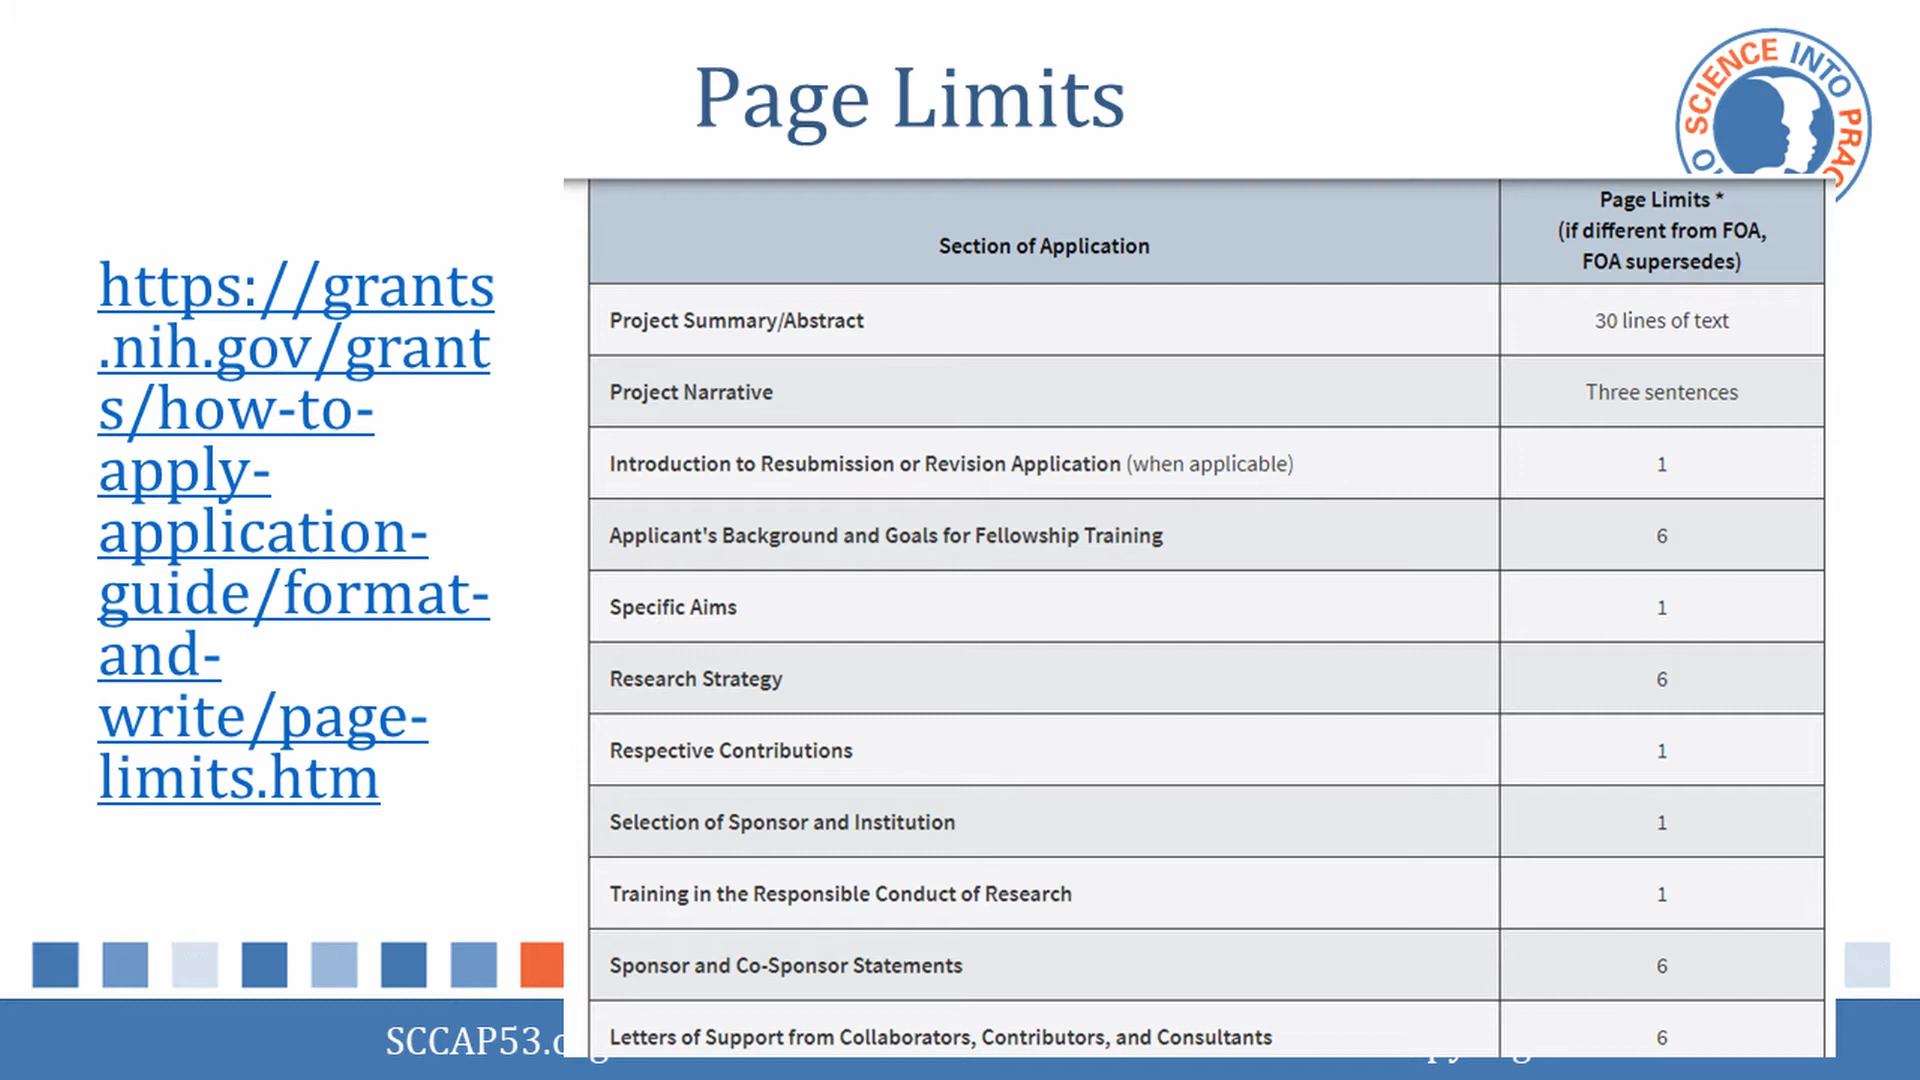 Page Limits
SCIENCE INTO PRAC
https://grants
.nih.gov/grant
s/how-to-
apply-
application-
guide/format-
and-
write/page-
limits.htm
Section of Application
Page Limits *
(if different from FOA,
FOA supersedes)
Project Summary/Abstract 30 lines of text
Project Narrative Three sentences
Introduction to Resubmission or Revision Application (when applicable) 1
Applicant's Background and Goals for Fellowship Training 6
Specific Aims 1
Research Strategy 6
Respective Contributions 1
Selection of Sponsor and Institution 1
Training in the Responsible Conduct of Research 1
Sponsor and Co-Sponsor Statements 6
Letters of Support from Collaborators, Contributors, and Consultants 6
SCCAP53.